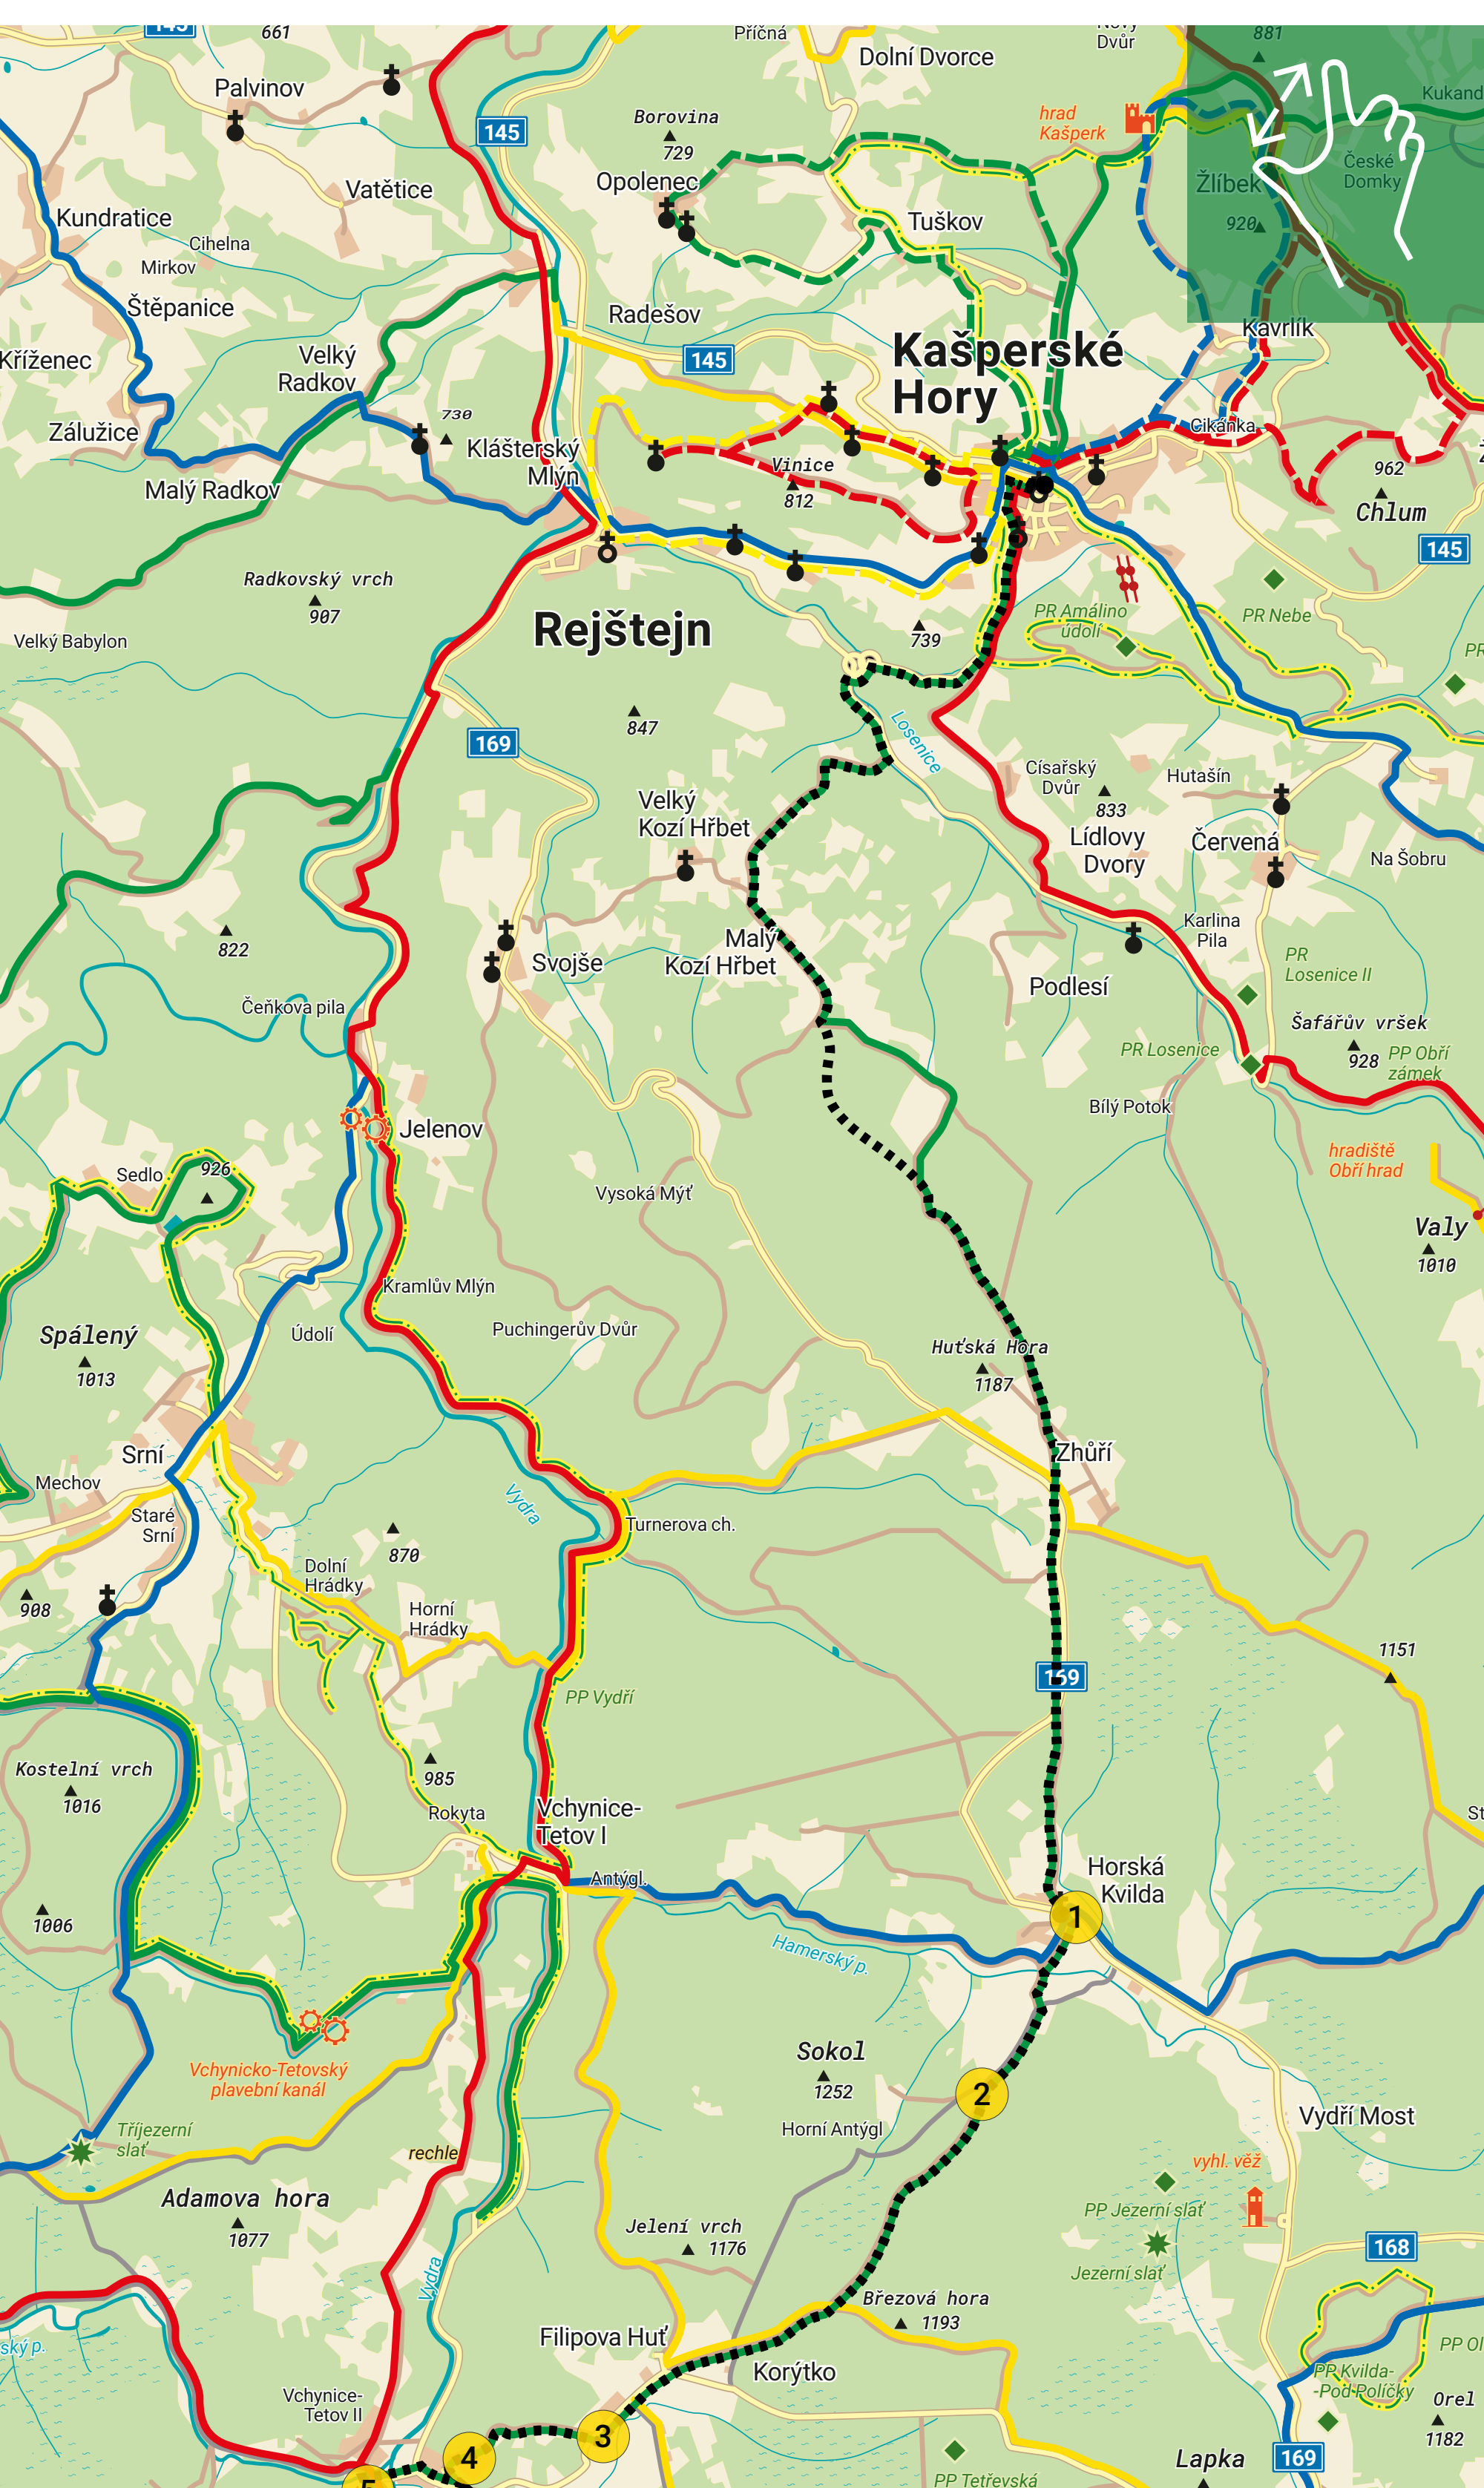 661
Příčná
Dvůr
881
Dolní Dvorce
Palvinov
Kukand
Borovina
729
hrad
Kašperk
145
České
Domky
Opolenec
Žlíbek
Vatětice
920
Kundratice
Tuškov
Cihelna
Mirkov
Štěpanice
Radešov
Kavrlík
Kříženec
Velký
Radkov
145
Kašperské
Hory
730
Zálužice
Cikánka
Klášterský
Mlýn
Vinice
812
962
Malý Radkov
Chlum
145
Radkovský vrch
907
PR Amálino
údolí
PR Nebe
Velký Babylon
Rejštejn
739
PR
847
Losenice
169
Císařský
Dvůr
Hutašín
833
Velký
Kozí Hřbet
Lídlovy
Dvory
Červená
Na Šobru
Karlina
Pila
822
Malý
Kozí Hřbet
PR
Losenice II
Svojše
Podlesí
Čeňkova pila
Šafářův vršek
928
PR Losenice
PP Obří
zámek
Bílý Potok
Jelenov
hradiště
Obří hrad
926
Sedlo
Vysoká Mýť
Valy
1010
Kramlův Mlýn
Spálený
1013
Údolí
Puchingerův Dvůr
Huťská Hora
1187
Srní
Zhůří
Mechov
Vydra
Staré
Srní
Turnerova ch.
870
Dolní
Hrádky
908
Horní
Hrádky
1151
169
PP Vydří
Kostelní vrch
1016
985
Rokyta
Vchynice-
Tetov I
St
Horská
Kvilda
Antýgl.
1006
1
Hamerský p.
Sokol
1252
Vchynicko-Tetovský
plavební kanál
2
Vydří Most
Horní Antýgl
Tříjezerní
slať
rechle
vyhl. věž
Adamova hora
1077
PP Jezerní slať
Jelení vrch
1176
168
Jezerní slať
Vydra
Březová hora
1193
Filipova Huť
ský p.
PP Ol
Korýtko
PP Kvilda-
-Pod Políčky
Vchynice-
Tetov II
Orel
1182
3
4
Lapka
169
5
PP Tetřevská